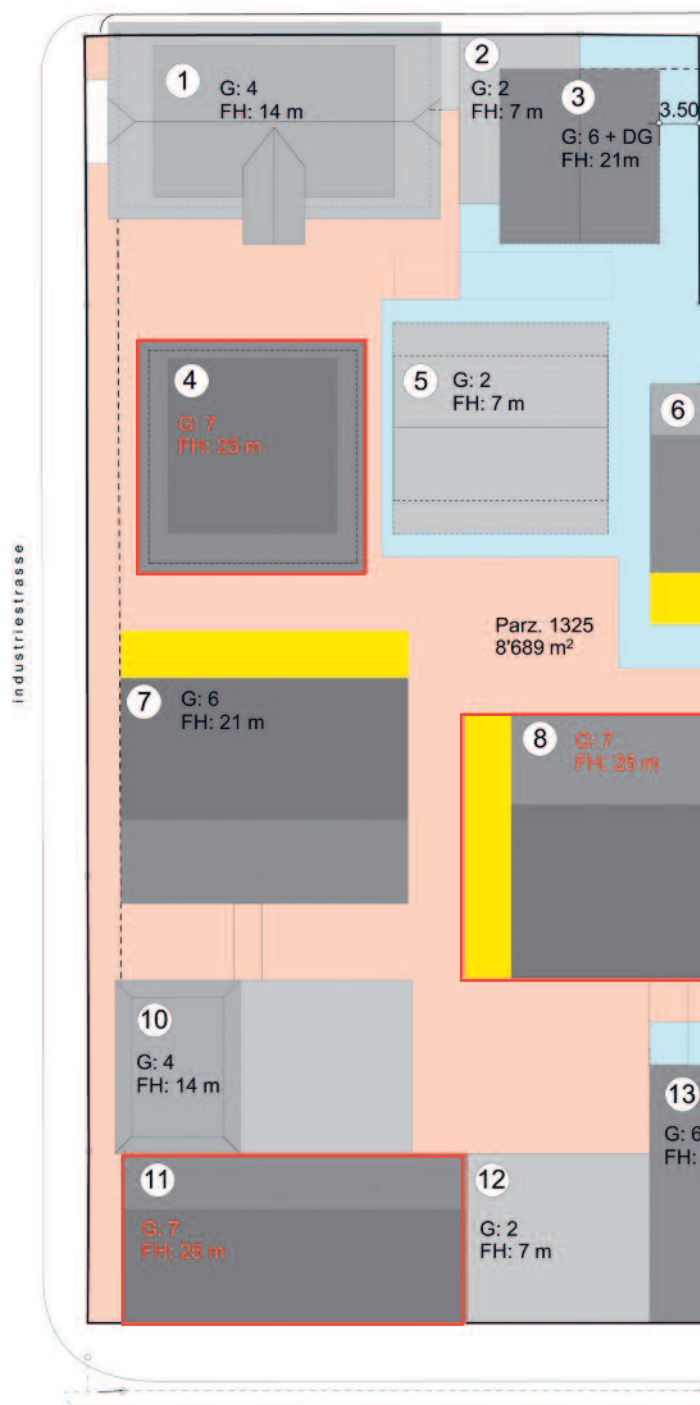 1
G: 4
FH: 14 m
2
G: 2
FH: 7 m
3
G: 6 + DG
FH: 21m
3.50
4
G: 7
FH: 25 m
5
G: 2
FH: 7 m
6
industriestrasse
Parz. 1325
8'689 m²
7
G: 6
FH: 21 m
8
G: 7
FH: 25 m
10
G: 4
FH: 14 m
13
G: 6
FH:
11
G: 7
FH: 25 m
12
G: 2
FH: 7 m